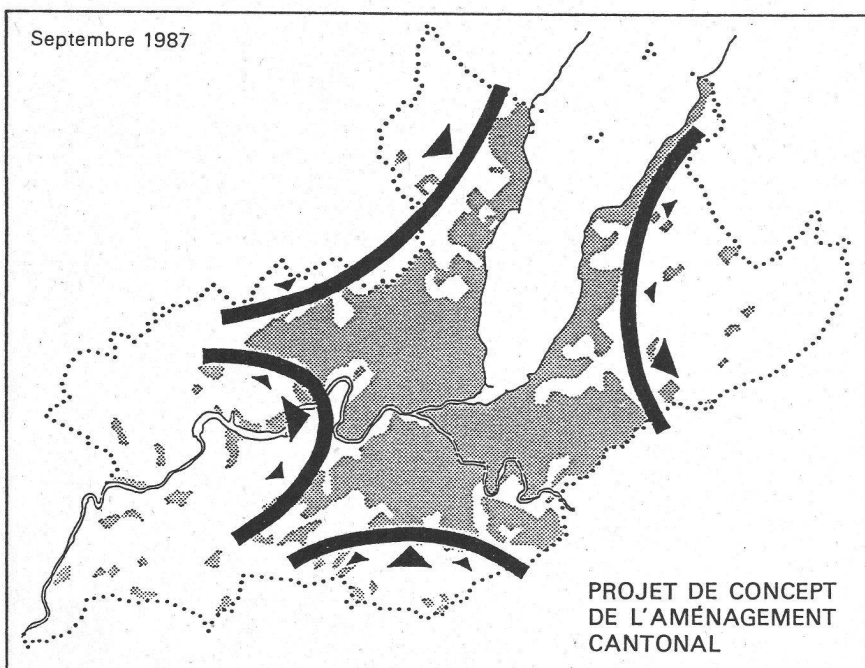 Septembre 1987
PROJET DE CONCEPT
DE L'AMÉNAGEMENT
CANTONAL